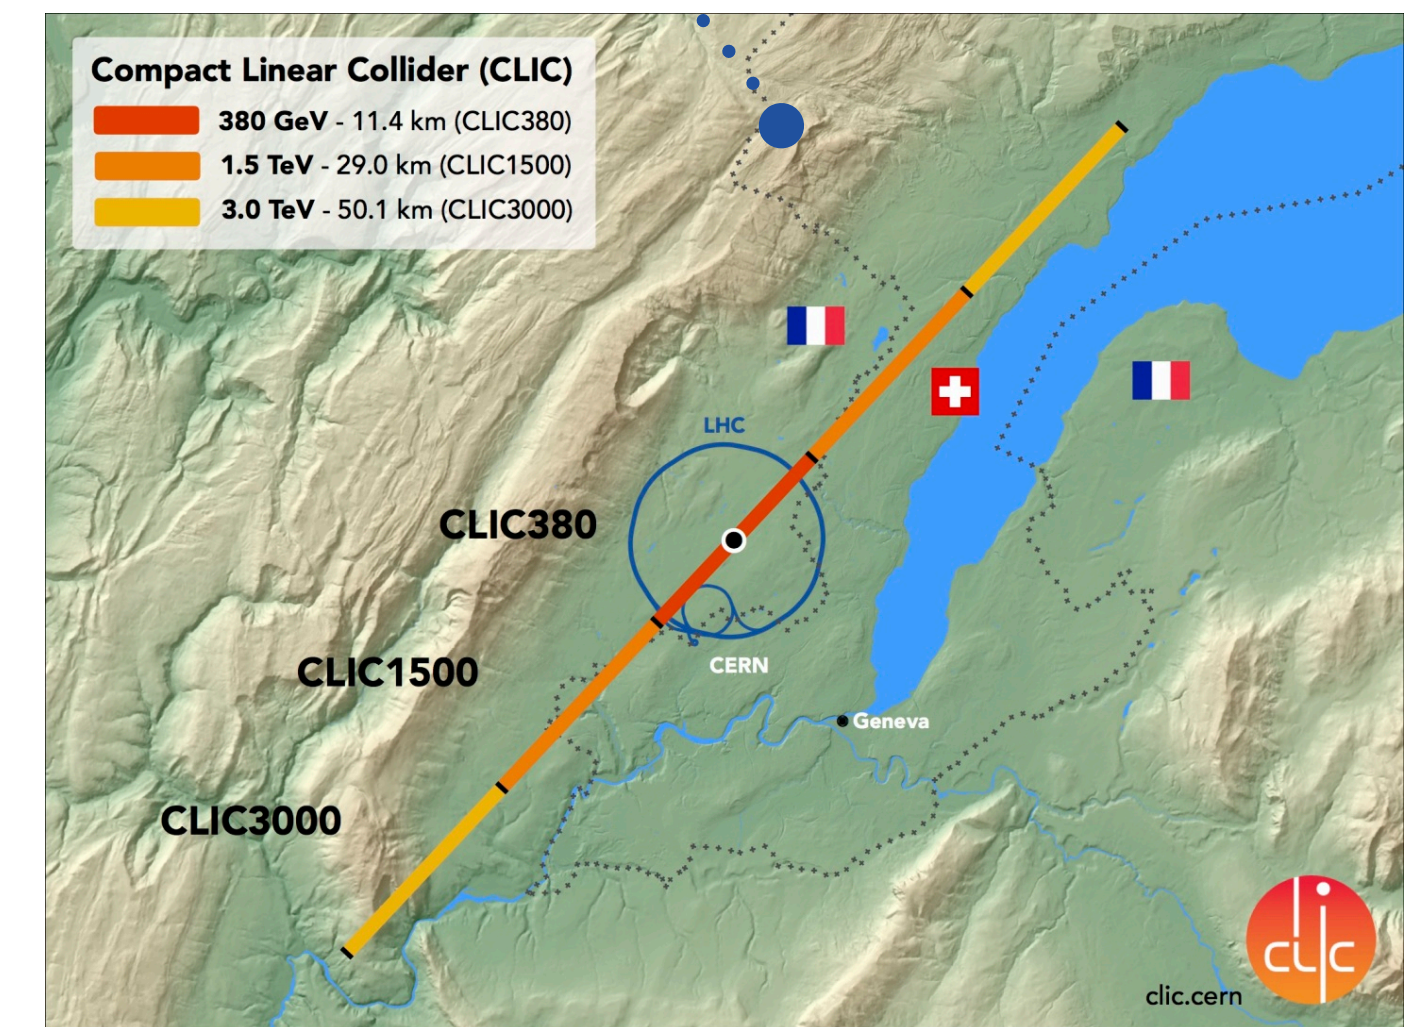 Compact Linear Collider (CLIC)
380 GeV - 11.4 km (CLIC380)
1.5 TeV - 29.0 km (CLIC1500)
3.0 TeV - 50.1 km (CLIC3000)
LHC
CLIC380
CERN
CLIC1500
Geneva
CLIC3000
clic
clic.cern